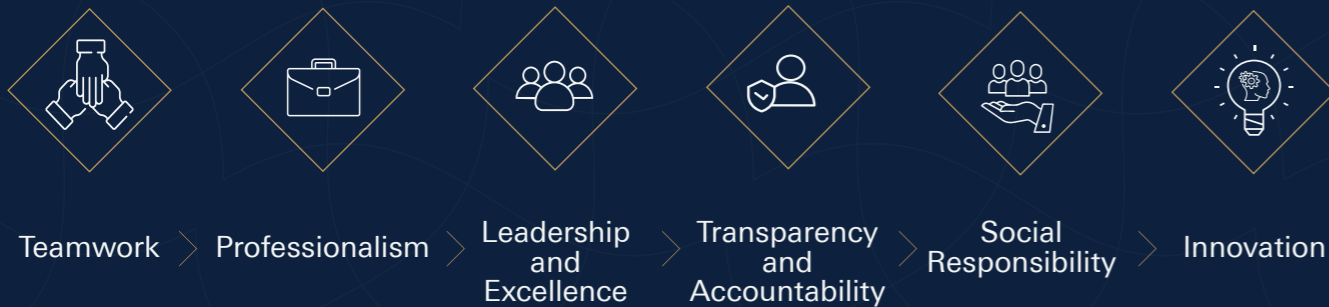 Teamwork
Professionalism
Leadership
and
Excellence
Transparency
and
Accountability
Social
Responsibility
Innovation